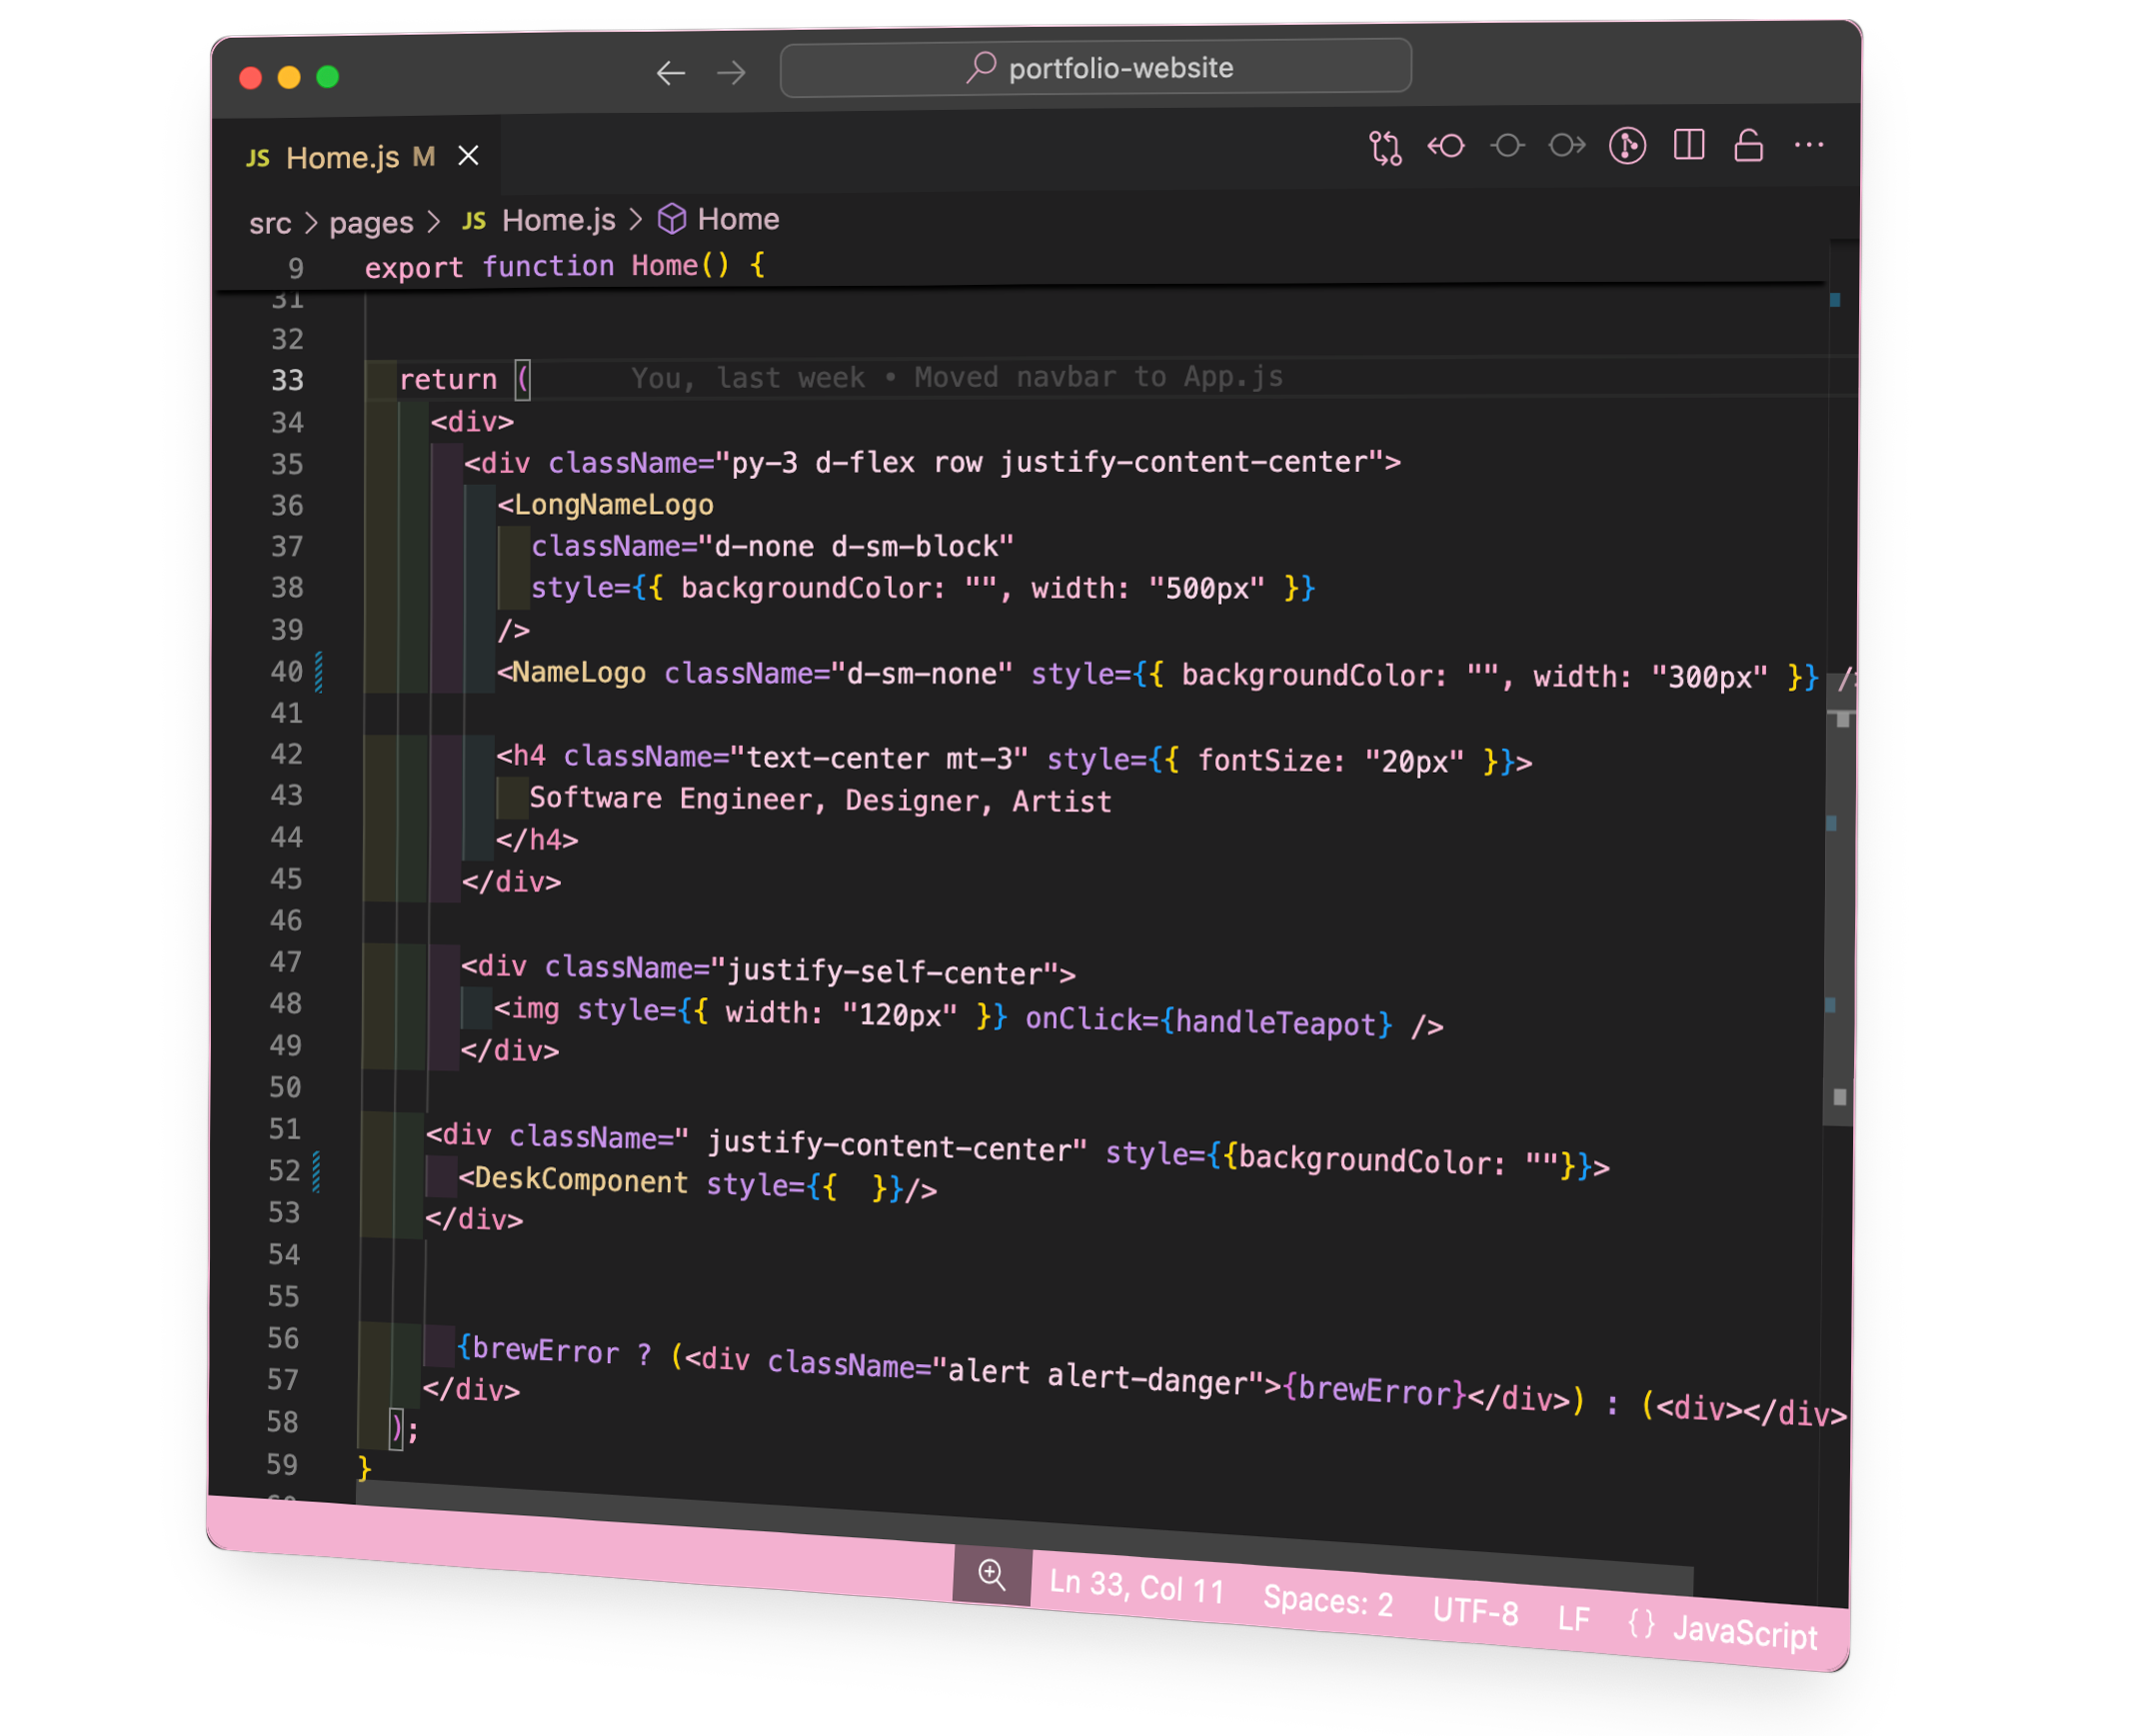 portfolio-website
JS Home.js M
src > pages > JS Home.js > Home
9 export function Home() {
31
32
33 return ( You, last week • Moved navbar to App.js
34 <div>
35 <div className="py-3 d-flex row justify-content-center">
36 <LongNameLogo
37 className="d-none d-sm-block"
38 style={{ backgroundColor: "", width: "500px" }}
39 />
40 <NameLogo className="d-sm-none" style={{ backgroundColor: "", width: "300px" }} />
41
42 <h4 className="text-center mt-3" style={{ fontSize: "20px" }}>
43 Software Engineer, Designer, Artist
44 </h4>
45 </div>
46
47 <div className="justify-self-center">
48 <img style={{ width: "120px" }} onClick={handleTeapot} />
49 </div>
50
51 <div className=" justify-content-center" style={{backgroundColor: ""}}>
52 <DeskComponent style={{  }}/>
53 </div>
54
55
56 {brewError ? (<div className="alert alert-danger">{brewError}</div>) : (<div></div>
57 </div>
58 );
59 }
Ln 33, Col 11 Spaces: 2 UTF-8 LF {} JavaScript